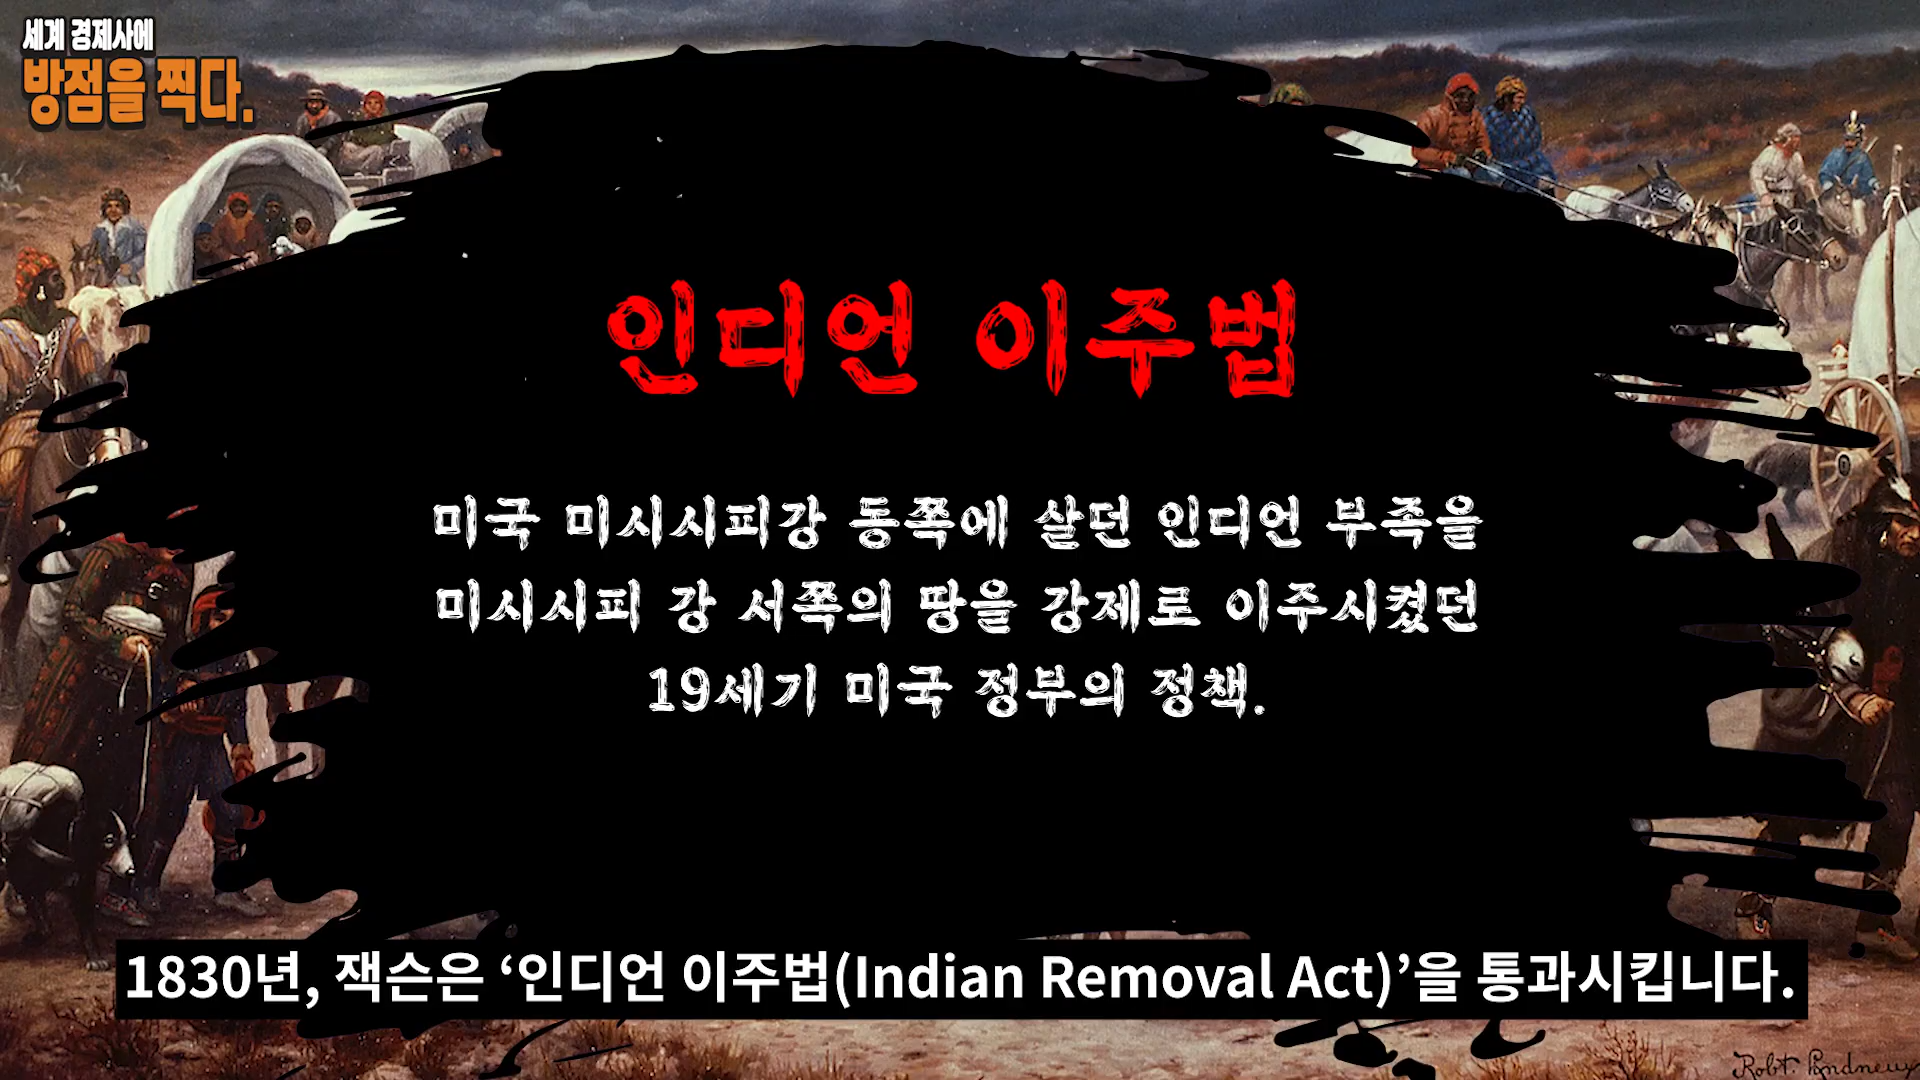 세계 경제사에
방점을 찍다.
인디언 이주법
미국 미시시피강 동쪽에 살던 인디언 부족을
미시시피 강 서쪽의 땅을 강제로 이주시켰던
19세기 미국 정부의 정책.
1830년, 잭슨은 ‘인디언 이주법(Indian Removal Act)’을 통과시킵니다.
Robt.